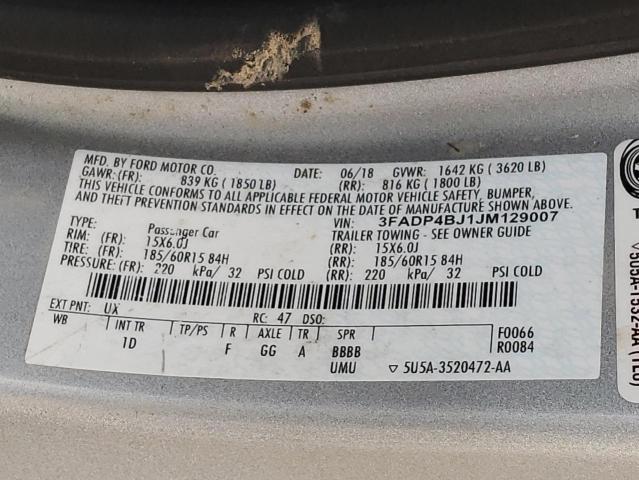 MFD. BY FORD MOTOR CO. DATE: 06/18 GVWR: 1642 KG ( 3620 LB)
GAWR:(FR): 839 KG ( 1850 LB) (RR): 816 KG ( 1800 LB)
THIS VEHICLE CONFORMS TO ALL APPLICABLE FEDERAL MOTOR VEHICLE SAFETY, BUMPER,
AND THEFT PREVENTION STANDARDS IN EFFECT ON THE DATE OF MANUFACTURE SHOWN ABOVE.
VIN: 3FADP4BJ1JM129007
TYPE: Passenger Car TRAILER TOWING - SEE OWNER GUIDE
RIM: (FR): 15X6.0J (RR): 15X6.0J
TIRE: (FR): 185/60R15 84H (RR): 185/60R15 84H
PRESSURE: (FR): 220 kPa/ 32 PSI COLD (RR): 220 kPa/ 32 PSI COLD
EXT PNT: UX RC: 47 DSO:
WB INT TR TP/PS R AXLE TR SPR F0066
1D F GG A BBBB R0084
UMU ▽ 5U5A-3520472-AA